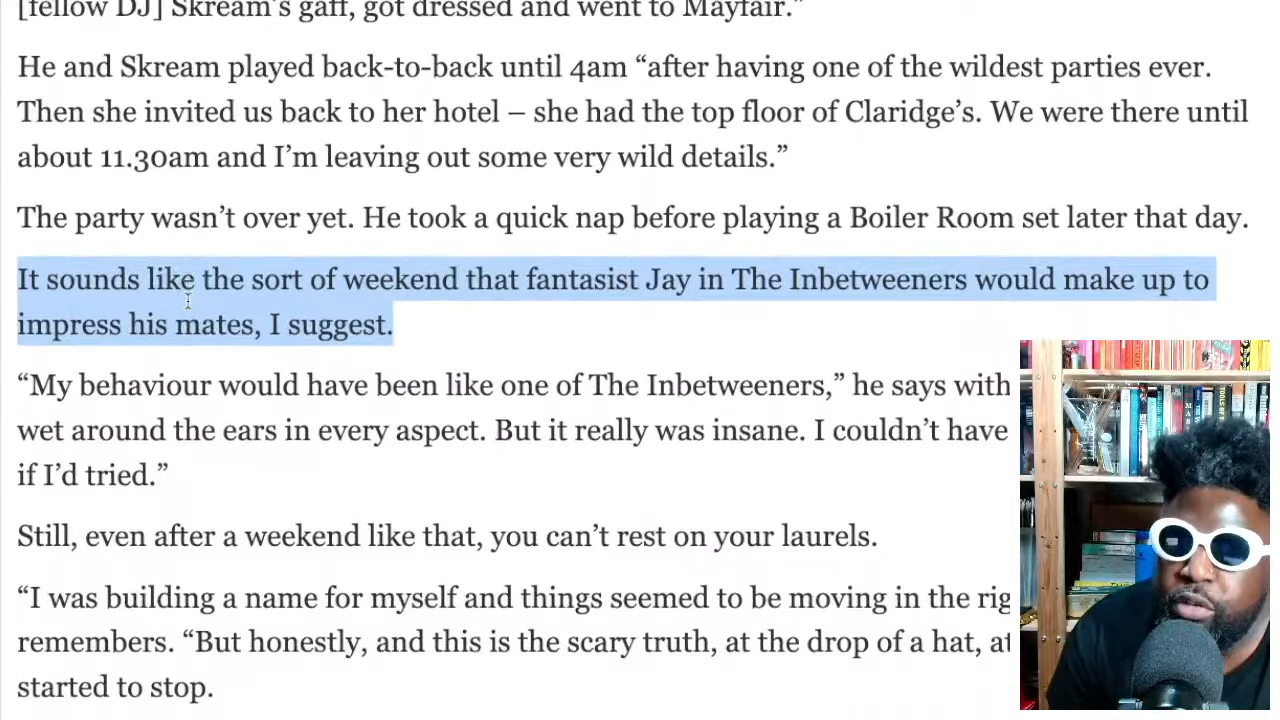 [fellow DJ] Skream’s gaff, got dressed and went to Mayfair.”
He and Skream played back-to-back until 4am “after having one of the wildest parties ever.
Then she invited us back to her hotel – she had the top floor of Claridge’s. We were there until
about 11.30am and I’m leaving out some very wild details.”
The party wasn’t over yet. He took a quick nap before playing a Boiler Room set later that day.
It sounds like the sort of weekend that fantasist Jay in The Inbetweeners would make up to
impress his mates, I suggest.
“My behaviour would have been like one of The Inbetweeners,” he says with
wet around the ears in every aspect. But it really was insane. I couldn’t have
if I’d tried.”
Still, even after a weekend like that, you can’t rest on your laurels.
“I was building a name for myself and things seemed to be moving in the
remembers. “But honestly, and this is the scary truth, at the drop of a hat,
started to stop.